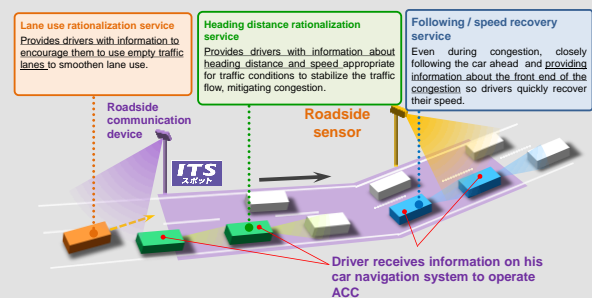 Lane use rationalization service
Provides drivers with information to
encourage them to use empty traffic
lanes to smoothen lane use.
Heading distance rationalization
service
Provides drivers with information about
heading distance and speed appropriate
for traffic conditions to stabilize the traffic
flow, mitigating congestion.
Following / speed recovery
service
Even during congestion, closely
following the car ahead and providing
information about the front end of the
congestion so drivers quickly recover
their speed.
Roadside
communication
device
Roadside
sensor
ITS
スポット
Driver receives information on his
car navigation system to operate
ACC